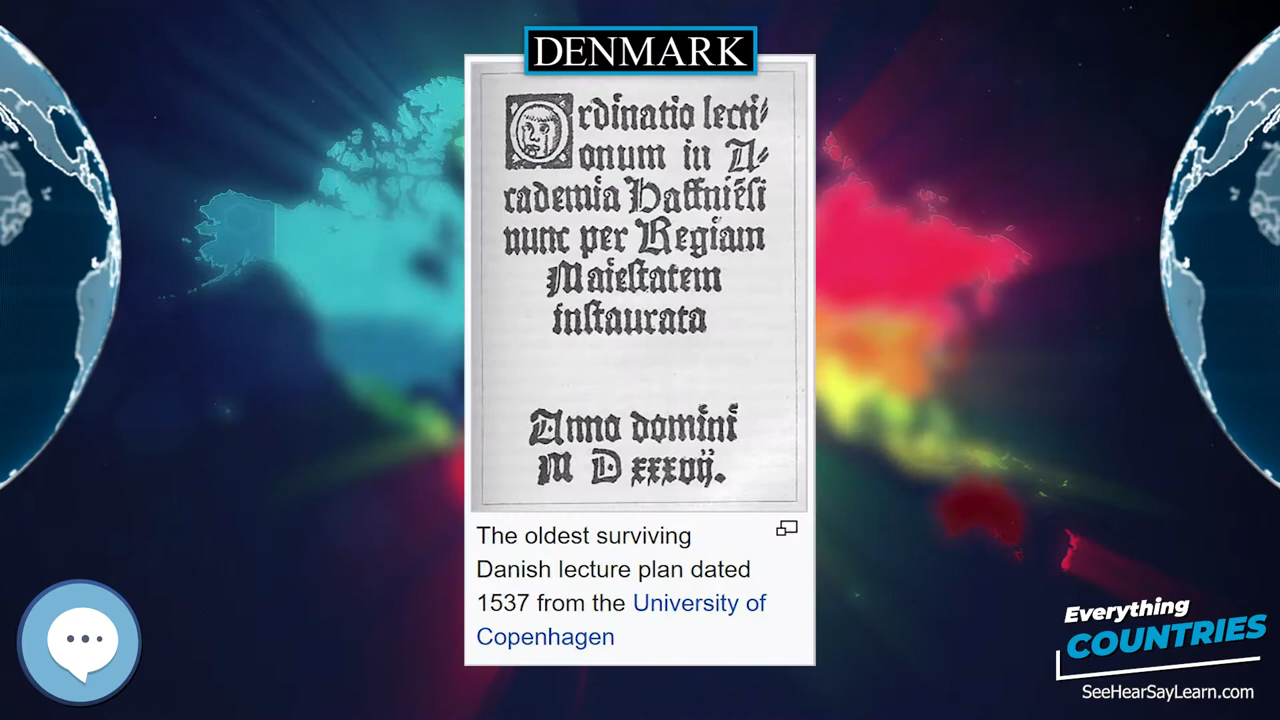 DENMARK
Ordinatio lecti⸗
onum in A⸗
cademia Haffniēsi
nunc per Regiam
Maiestatem
instaurata
Anno domini
M D xxxvij.
The oldest surviving
Danish lecture plan dated
1537 from the University of
Copenhagen
Everything
COUNTRIES
SeeHearSayLearn.com